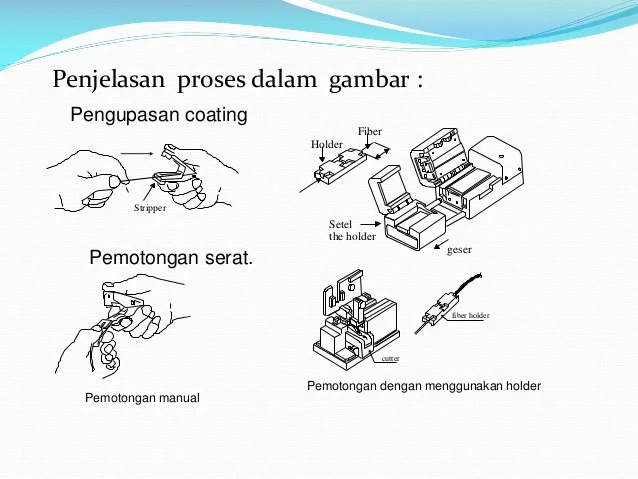 Penjelasan proses dalam gambar :
Pengupasan coating
Fiber
Holder
Stripper
Setel
the holder
geser
Pemotongan serat.
fiber holder
cutter
Pemotongan dengan menggunakan holder
Pemotongan manual